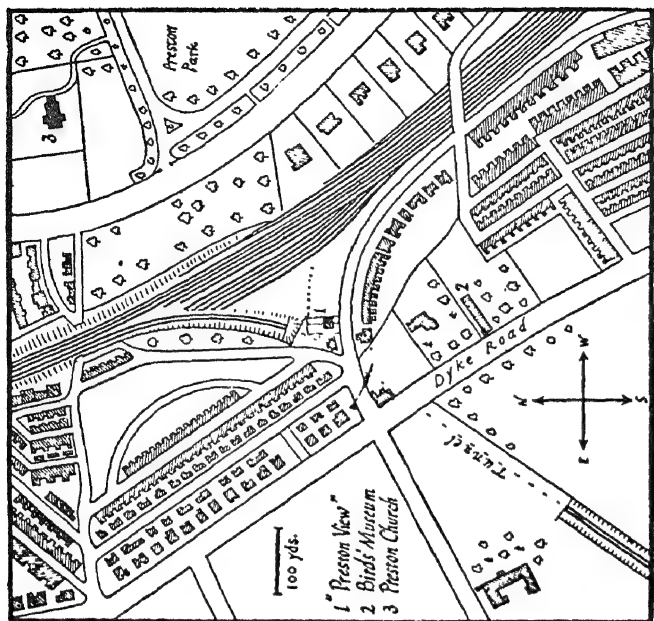 Preston
Park
3
1
2
Dyke Road
Tunnel
N
W
E
S
100 yds.
1 "Preston View"
2 Bird's Museum
3 Preston Church